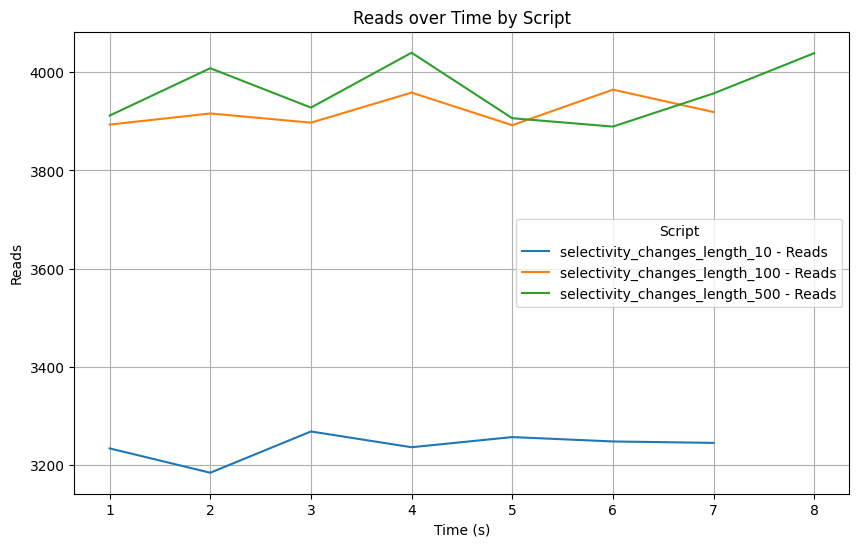 Reads over Time by Script
Reads
4000
3800
3600
3400
3200
Script
selectivity_changes_length_10 - Reads
selectivity_changes_length_100 - Reads
selectivity_changes_length_500 - Reads
1 2 3 4 5 6 7 8
Time (s)